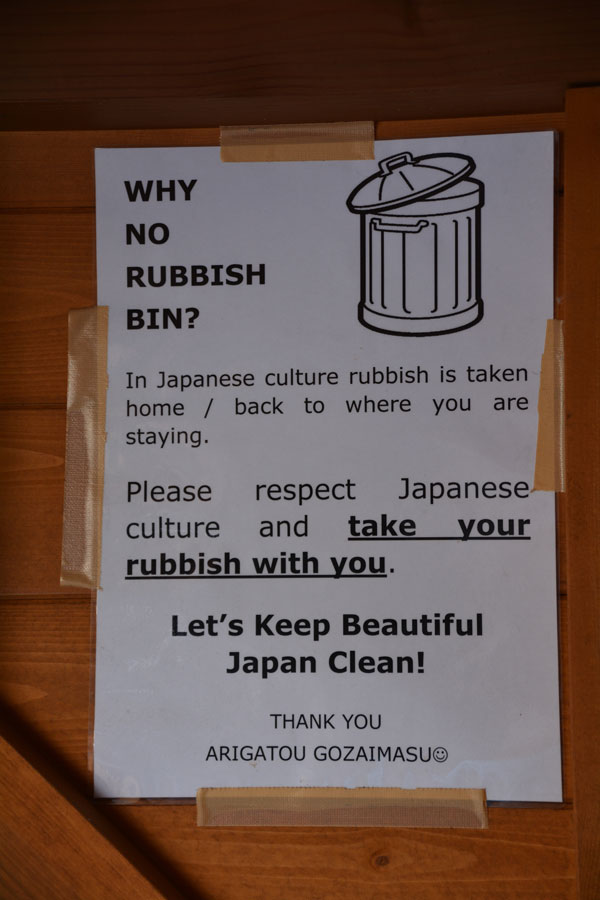 WHY
NO
RUBBISH
BIN?
In Japanese culture rubbish is taken
home / back to where you are
staying.
Please respect Japanese
culture and take your
rubbish with you.
Let's Keep Beautiful
Japan Clean!
THANK YOU
ARIGATOU GOZAIMASU☺